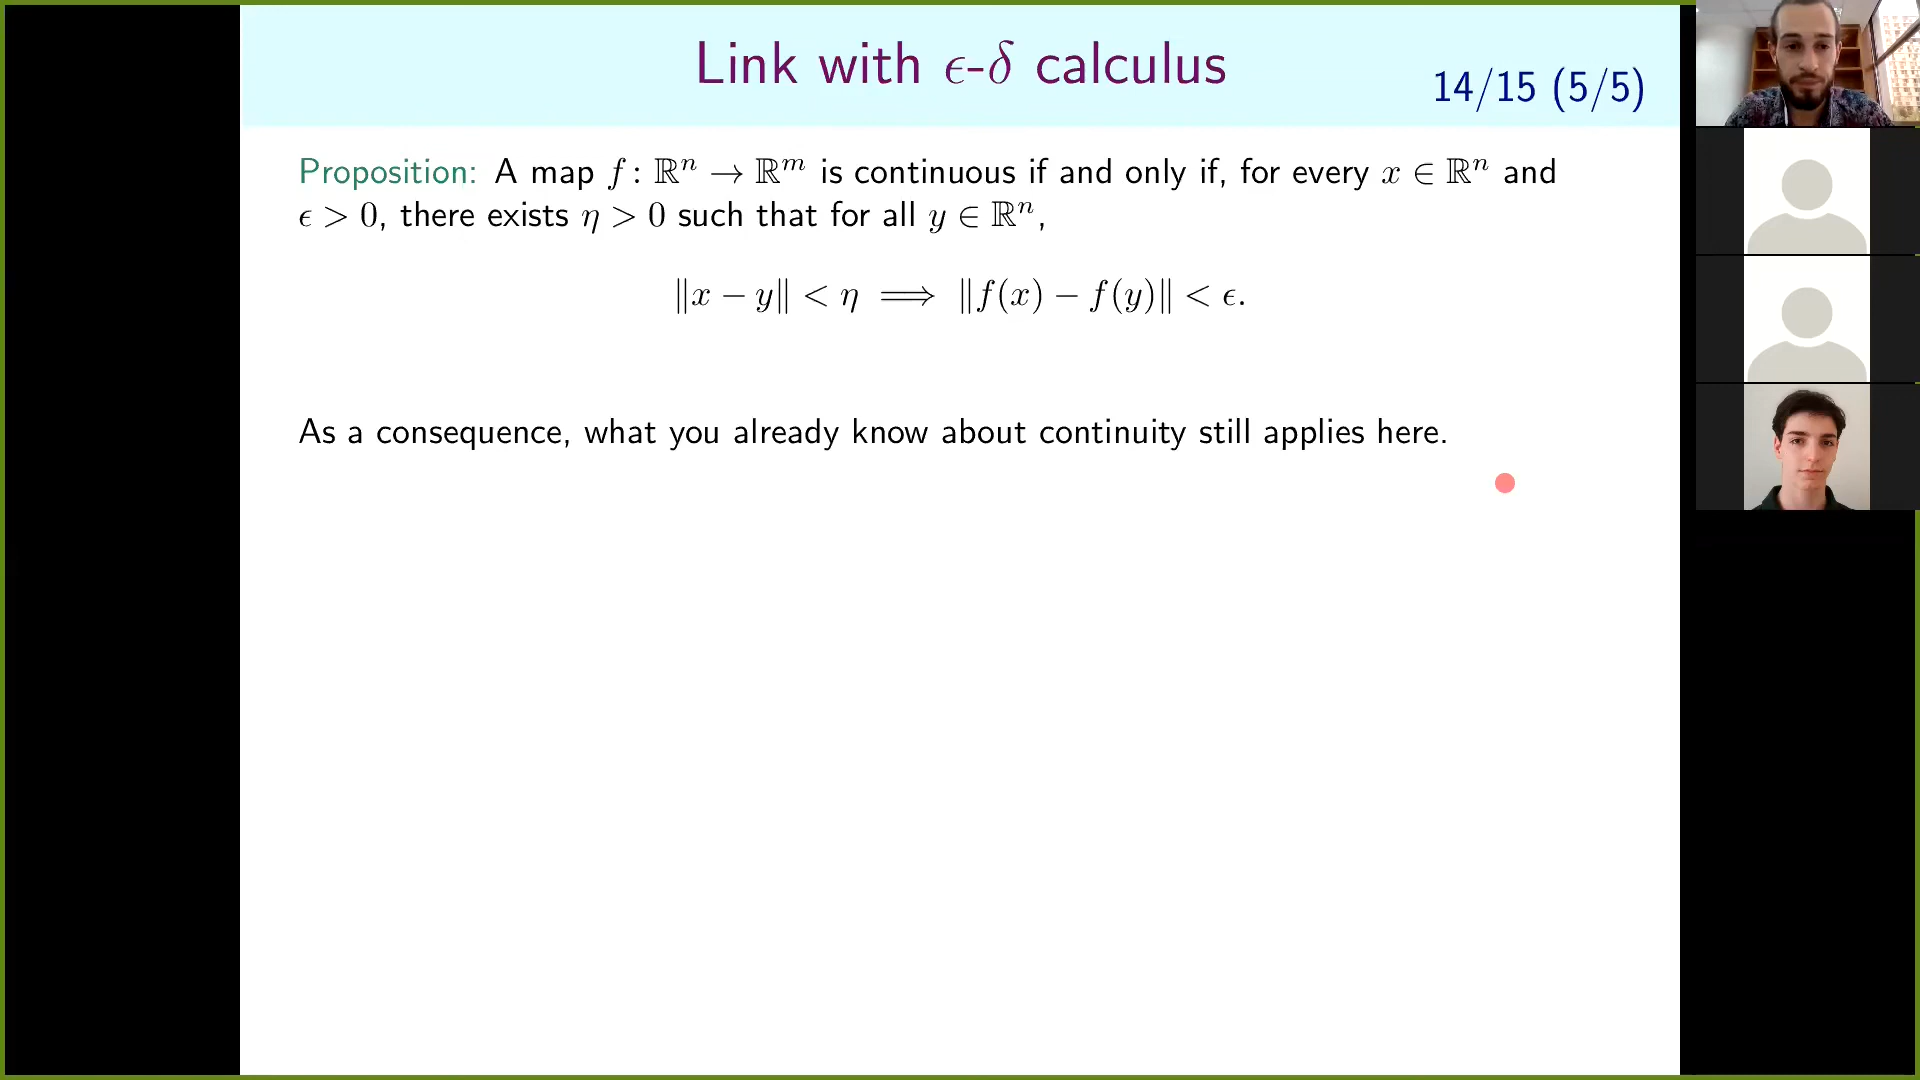 Link with ϵ-δ calculus
14/15 (5/5)
Proposition: A map f : ℝⁿ → ℝᵐ is continuous if and only if, for every x ∈ ℝⁿ and
ϵ > 0, there exists η > 0 such that for all y ∈ ℝⁿ,
‖x − y‖ < η ⟹ ‖f(x) − f(y)‖ < ϵ.
As a consequence, what you already know about continuity still applies here.